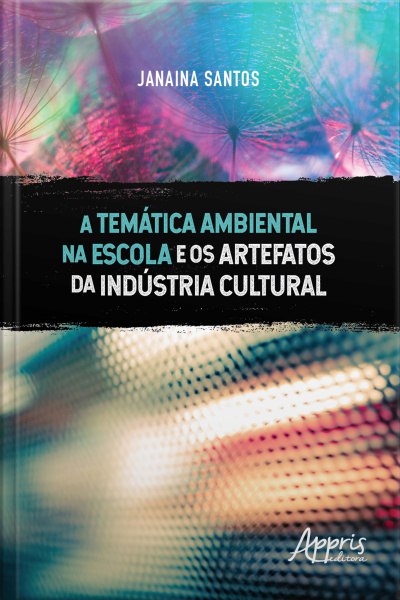 JANAINA SANTOS
A TEMÁTICA AMBIENTAL
NA ESCOLA E OS ARTEFATOS
DA INDÚSTRIA CULTURAL
Appris
editora